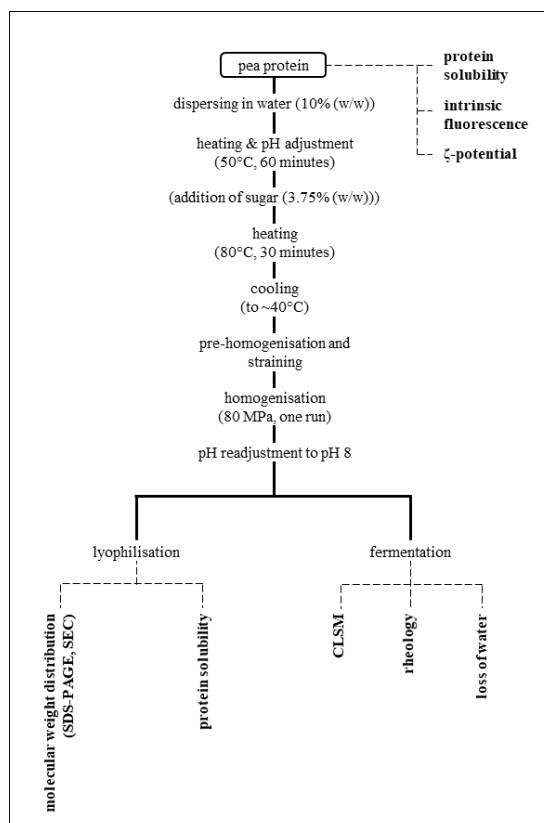 pea protein
protein
solubility
intrinsic
fluorescence
ζ-potential
dispersing in water (10% (w/w))
heating & pH adjustment
(50°C, 60 minutes)
(addition of sugar (3.75% (w/w)))
heating
(80°C, 30 minutes)
cooling
(to ~40°C)
pre-homogenisation and
straining
homogenisation
(80 MPa, one run)
pH readjustment to pH 8
lyophilisation
fermentation
molecular weight distribution
(SDS-PAGE, SEC)
protein solubility
CLSM
rheology
loss of water